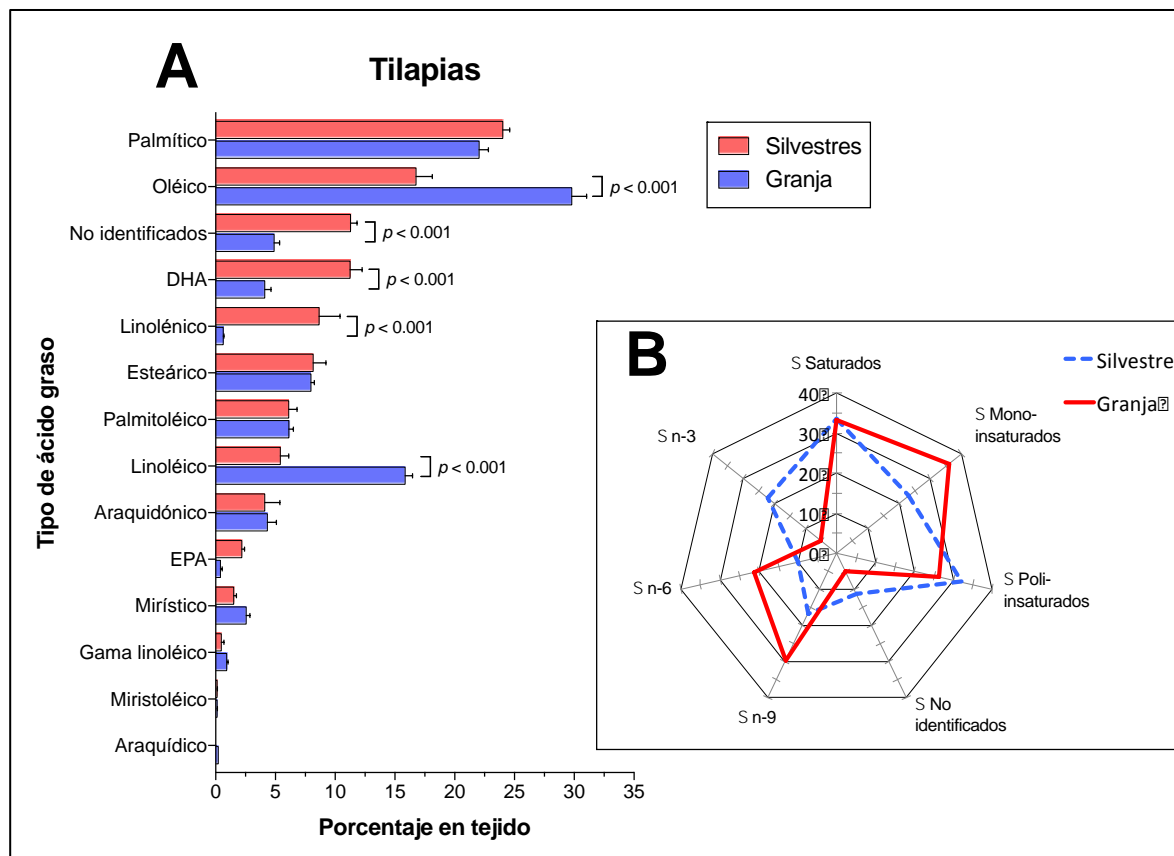 A
Tilapias
Palmítico
Oléico
No identificados
DHA
Linolénico
Esteárico
Palmitoléico
Linoléico
Araquidónico
EPA
Mirístico
Gama linoléico
Miristoléico
Araquídico
Tipo de ácido graso
p < 0.001
p < 0.001
p < 0.001
p < 0.001
p < 0.001
0 5 10 15 20 25 30 35
Porcentaje en tejido
Silvestres
Granja
B
Silvestre
Granja
S Saturados
S Mono-
insaturados
S Poli-
insaturados
S No
identificados
S n-9
S n-6
S n-3
40
30
20
10
0